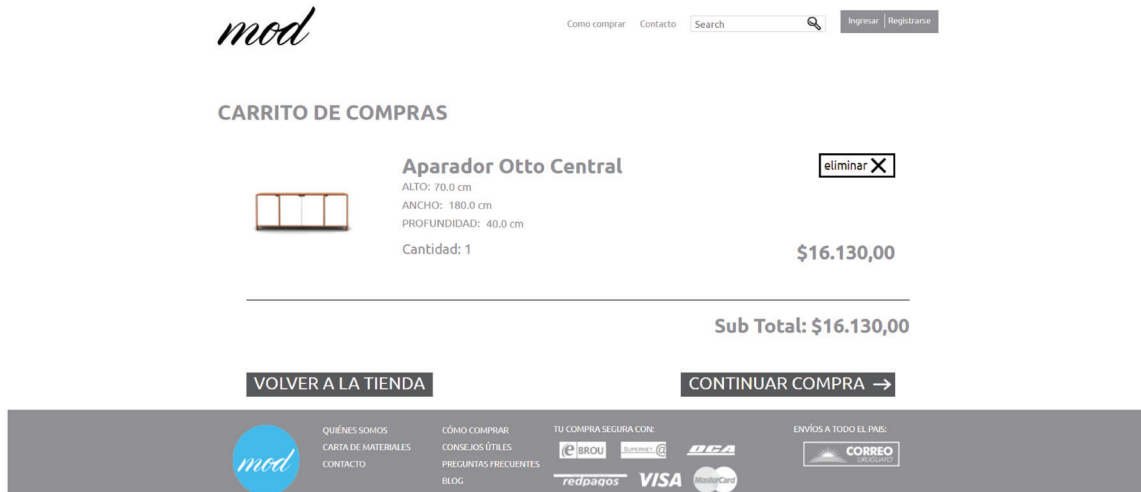 mod
Como comprar Contacto Search Ingresar Registrarse
CARRITO DE COMPRAS
Aparador Otto Central
eliminar
ALTO: 70.0 cm
ANCHO: 180.0 cm
PROFUNDIDAD: 40.0 cm
Cantidad: 1
$16.130,00
Sub Total: $16.130,00
VOLVER A LA TIENDA
CONTINUAR COMPRA →
mod
QUIÉNES SOMOS
CARTA DE MATERIALES
CONTACTO
CÓMO COMPRAR
CONSEJOS ÚTILES
PREGUNTAS FRECUENTES
BLOG
TU COMPRA SEGURA CON:
e BROU
SUPERNET @
OCA
redpagos
VISA
MasterCard
ENVÍOS A TODO EL PAIS:
CORREO
URUGUAYO